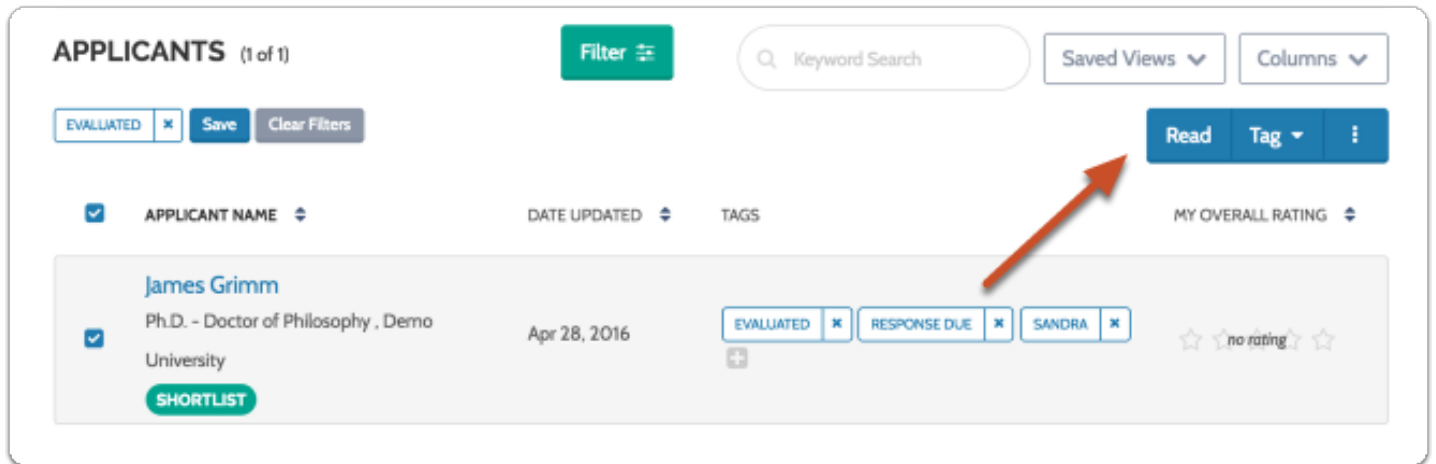 APPLICANTS (1 of 1) Filter Keyword Search Saved Views Columns
EVALUATED × Save Clear Filters
Read Tag
APPLICANT NAME DATE UPDATED TAGS MY OVERALL RATING
James Grimm
Ph.D. - Doctor of Philosophy , Demo
University
SHORTLIST
Apr 28, 2016
EVALUATED × RESPONSE DUE × SANDRA ×
no rating